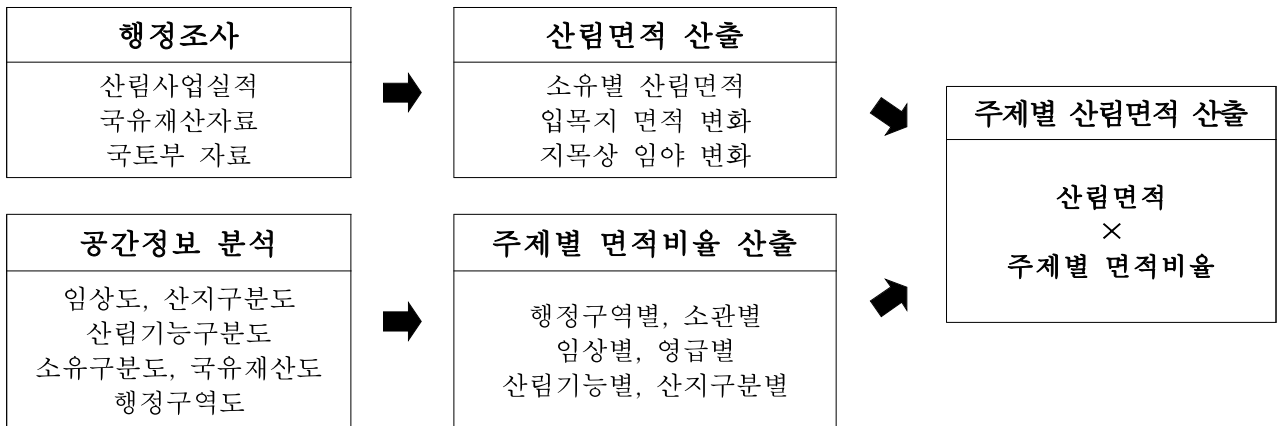 행정조사
산림사업실적
국유재산자료
국토부 자료
산림면적 산출
소유별 산림면적
입목지 면적 변화
지목상 임야 변화
공간정보 분석
임상도, 산지구분도
산림기능구분도
소유구분도, 국유재산도
행정구역도
주제별 면적비율 산출
행정구역별, 소관별
임상별, 영급별
산림기능별, 산지구분별
주제별 산림면적 산출
산림면적
×
주제별 면적비율